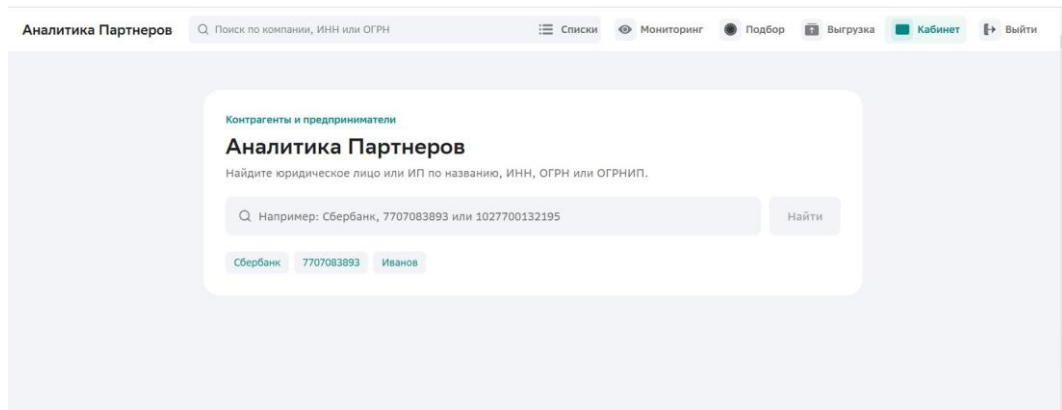 Аналитика Партнеров Поиск по компании, ИНН или ОГРН Списки Мониторинг Подбор Выгрузка Кабинет Выйти
Контрагенты и предприниматели
Аналитика Партнеров
Найдите юридическое лицо или ИП по названию, ИНН, ОГРН или ОГРНИП.
Например: Сбербанк, 7707083893 или 1027700132195 Найти
Сбербанк 7707083893 Иванов